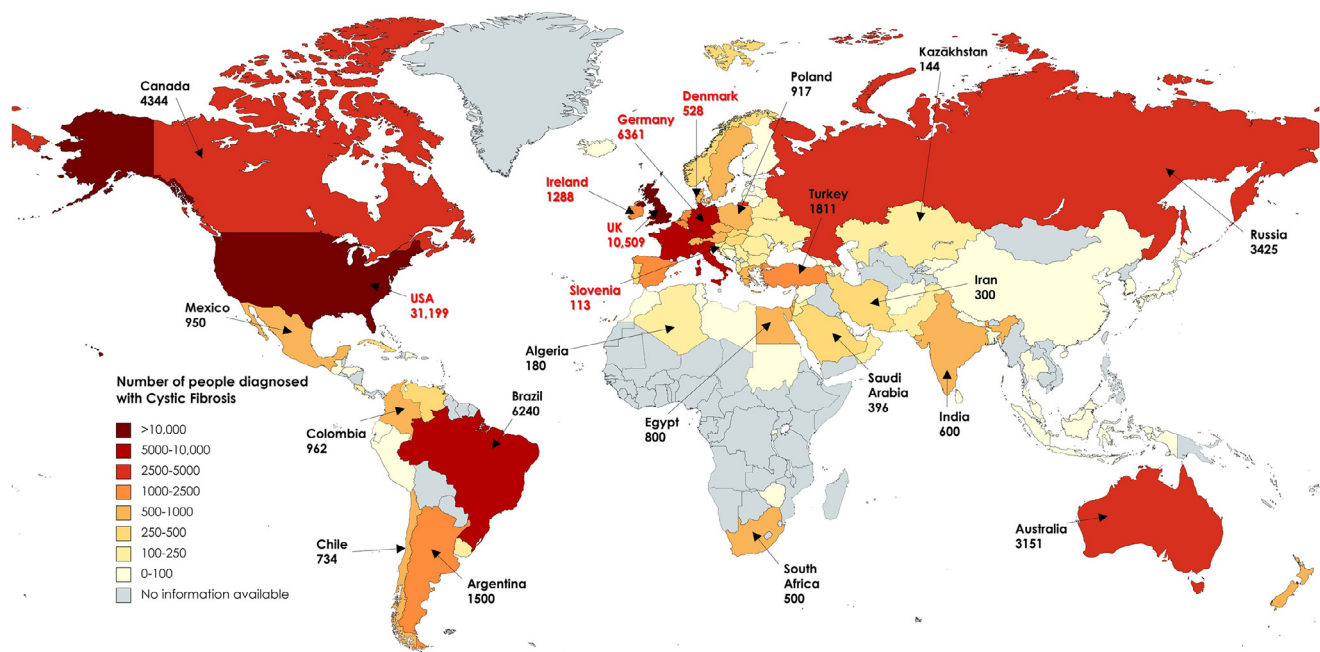 Canada
4344
Kazākhstan
144
Poland
917
Denmark
528
Germany
6361
Ireland
1288
Turkey
1811
UK
10,509
Russia
3425
Slovenia
113
Iran
300
USA
31,199
Mexico
950
Algeria
180
Saudi
Arabia
396
Egypt
800
India
600
Brazil
6240
Colombia
962
Number of people diagnosed
with Cystic Fibrosis
>10,000
5000-10,000
2500-5000
1000-2500
500-1000
250-500
100-250
0-100
No information available
Chile
734
Argentina
1500
South
Africa
500
Australia
3151